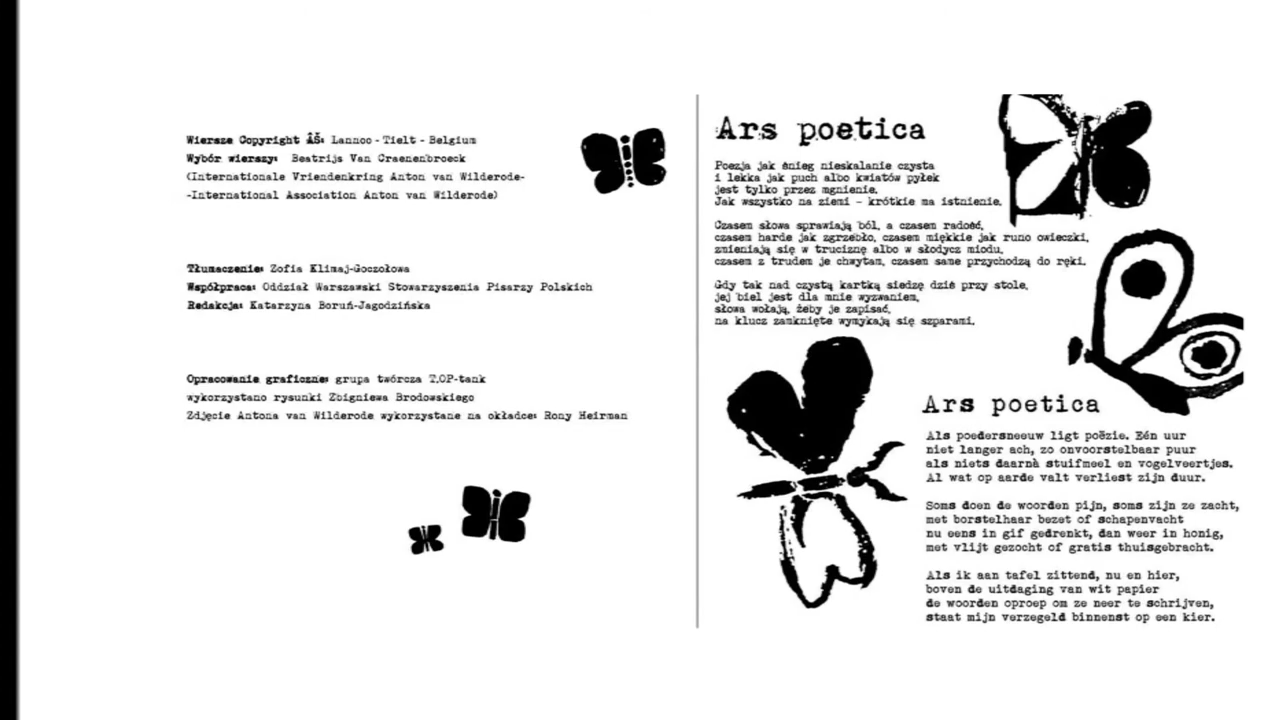 Wiersze Copyright ÂŠ: Lannoo - Tielt - Belgium
Wybór wierszy: Beatrijs Van Craenenbroeck
(Internationale Vriendenkring Anton van Wilderode-
-International Association Anton van Wilderode)
Tłumaczenie: Zofia Klimaj-Goczołowa
Współpraca: Oddział Warszawski Stowarzyszenia Pisarzy Polskich
Redakcja: Katarzyna Boruń-Jagodzińska
Opracowanie graficzne: grupa twórcza T.OP-tank
wykorzystano rysunki Zbigniewa Brodowskiego
Zdjęcie Antona van Wilderode wykorzystane na okładce: Rony Heirman
Ars poetica
Poezja jak śnieg nieskalanie czysta
i lekka jak puch albo kwiatów pyłek
jest tylko przez mgnienie.
Jak wszystko na ziemi - krótkie ma istnienie.
Czasem słowa sprawiają ból, a czasem radość,
czasem harde jak zgrzebło, czasem miękkie jak runo owieczki,
zmieniają się w truciznę albo w słodycz miodu,
czasem z trudem je chwytam, czasem same przychodzą do ręki.
Gdy tak nad czystą kartką siedzę dziś przy stole,
jej biel jest dla mnie wyzwaniem,
słowa wołają, żeby je zapisać,
na klucz zamknięte wymykają się szparami.
Ars poetica
Als poedersneeuw ligt poëzie. Eén uur
niet langer ach, zo onvoorstelbaar puur
als niets daarnà stuifmeel en vogelveertjes.
Al wat op aarde valt verliest zijn duur.
Soms doen de woorden pijn, soms zijn ze zacht,
met borstelhaar bezet of schapenvacht
nu eens in gif gedrenkt, dan weer in honig,
met vlijt gezocht of gratis thuisgebracht.
Als ik aan tafel zittend, nu en hier,
boven de uitdaging van wit papier
de woorden oproep om ze neer te schrijven,
staat mijn verzegeld binnenst op een kier.